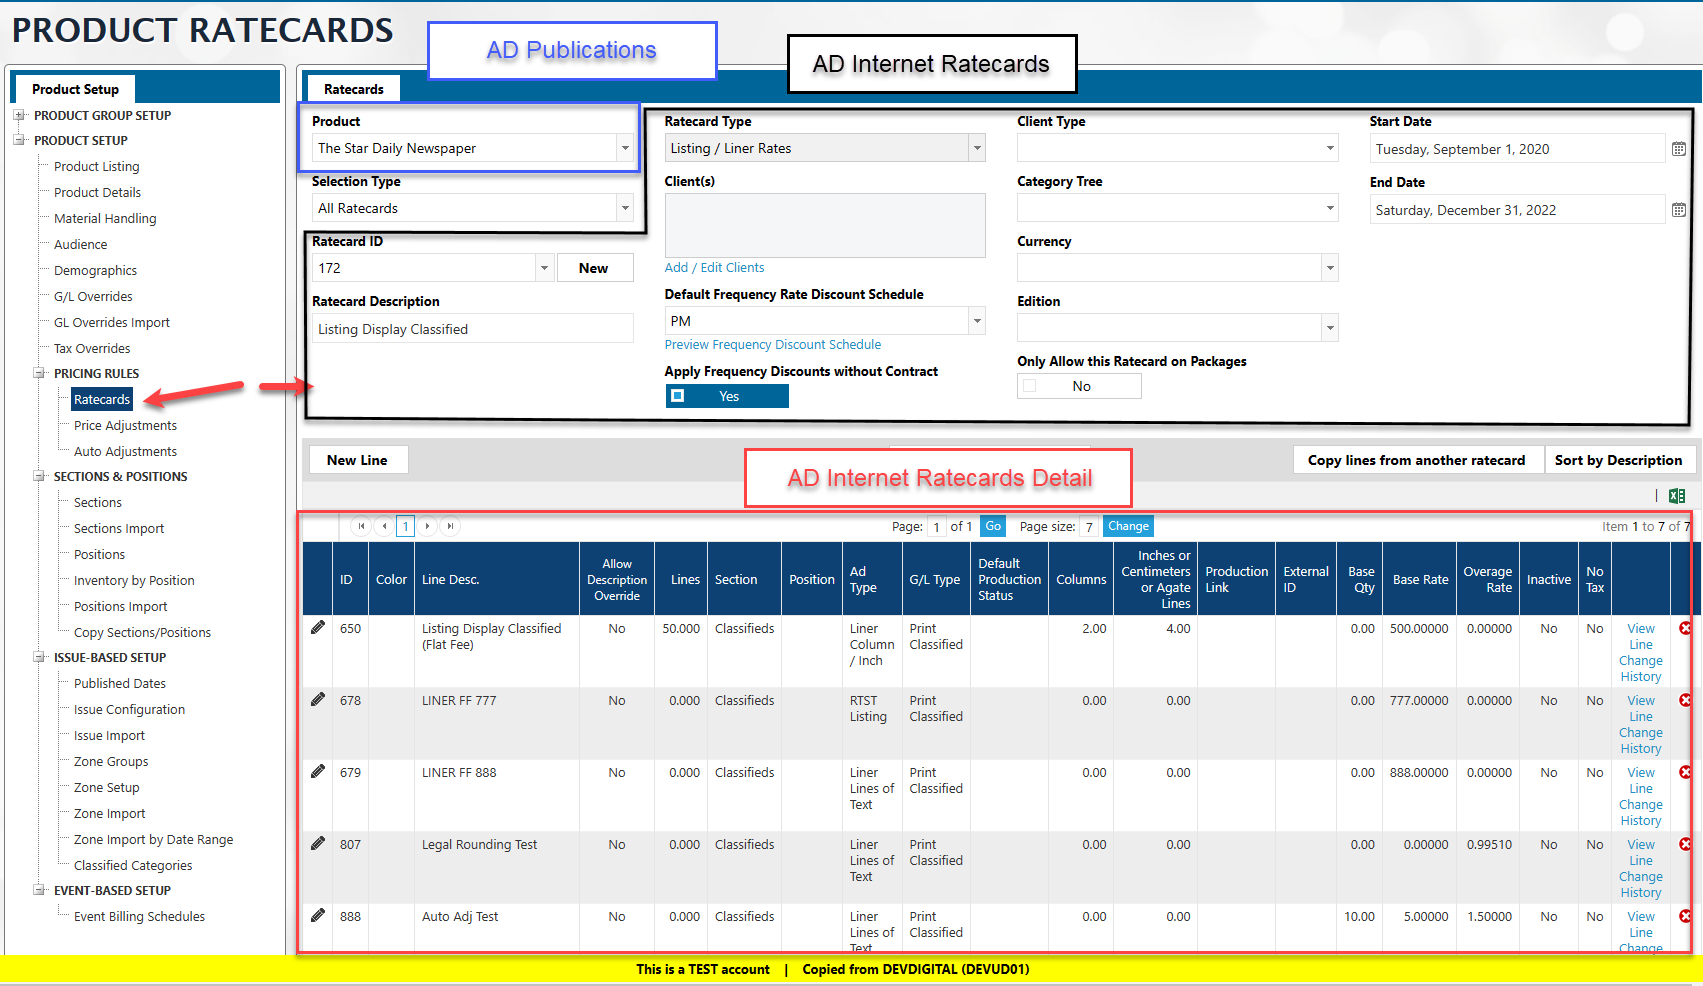 PRODUCT RATECARDS
AD Publications
AD Internet Ratecards
Product Setup
PRODUCT GROUP SETUP
PRODUCT SETUP
Product Listing
Product Details
Material Handling
Audience
Demographics
G/L Overrides
GL Overrides Import
Tax Overrides
PRICING RULES
Ratecards
Price Adjustments
Auto Adjustments
SECTIONS & POSITIONS
Sections
Sections Import
Positions
Inventory by Position
Positions Import
Copy Sections/Positions
ISSUE-BASED SETUP
Published Dates
Issue Configuration
Issue Import
Zone Groups
Zone Setup
Zone Import
Zone Import by Date Range
Classified Categories
EVENT-BASED SETUP
Event Billing Schedules
Ratecards
Product
The Star Daily Newspaper
Selection Type
All Ratecards
Ratecard ID
172 New
Ratecard Description
Listing Display Classified
Ratecard Type
Listing / Liner Rates
Client(s)
Add / Edit Clients
Default Frequency Rate Discount Schedule
PM
Preview Frequency Discount Schedule
Apply Frequency Discounts without Contract
Yes
Client Type
Category Tree
Currency
Edition
Only Allow this Ratecard on Packages
No
Start Date
Tuesday, September 1, 2020
End Date
Saturday, December 31, 2022
New Line
AD Internet Ratecards Detail
Copy lines from another ratecard Sort by Description
1 Page: 1 of 1 Go Page size: 7 Change Item 1 to 7 of 7
ID Color Line Desc. Allow Description Override Lines Section Position Ad Type G/L Type Default Production Status Columns Inches or Centimeters or Agate Lines Production Link External ID Base Qty Base Rate Overage Rate Inactive No Tax
650 Listing Display Classified (Flat Fee) No 50.000 Classifieds Liner Column / Inch Print Classified 2.00 4.00 0.00 500.00000 0.00000 No No View Line Change History
678 LINER FF 777 No 0.000 Classifieds RTST Listing Print Classified 0.00 0.00 0.00 777.00000 0.00000 No No View Line Change History
679 LINER FF 888 No 0.000 Classifieds Liner Lines of Text Print Classified 0.00 0.00 0.00 888.00000 0.00000 No No View Line Change History
807 Legal Rounding Test No 0.000 Classifieds Liner Lines of Text Print Classified 0.00 0.00 0.00 0.00000 0.99510 No No View Line Change History
888 Auto Adj Test No 0.000 Classifieds Liner Lines of Text Print Classified 0.00 0.00 10.00 5.00000 1.50000 No No View Line Change
This is a TEST account | Copied from DEVDIGITAL (DEVUD01)